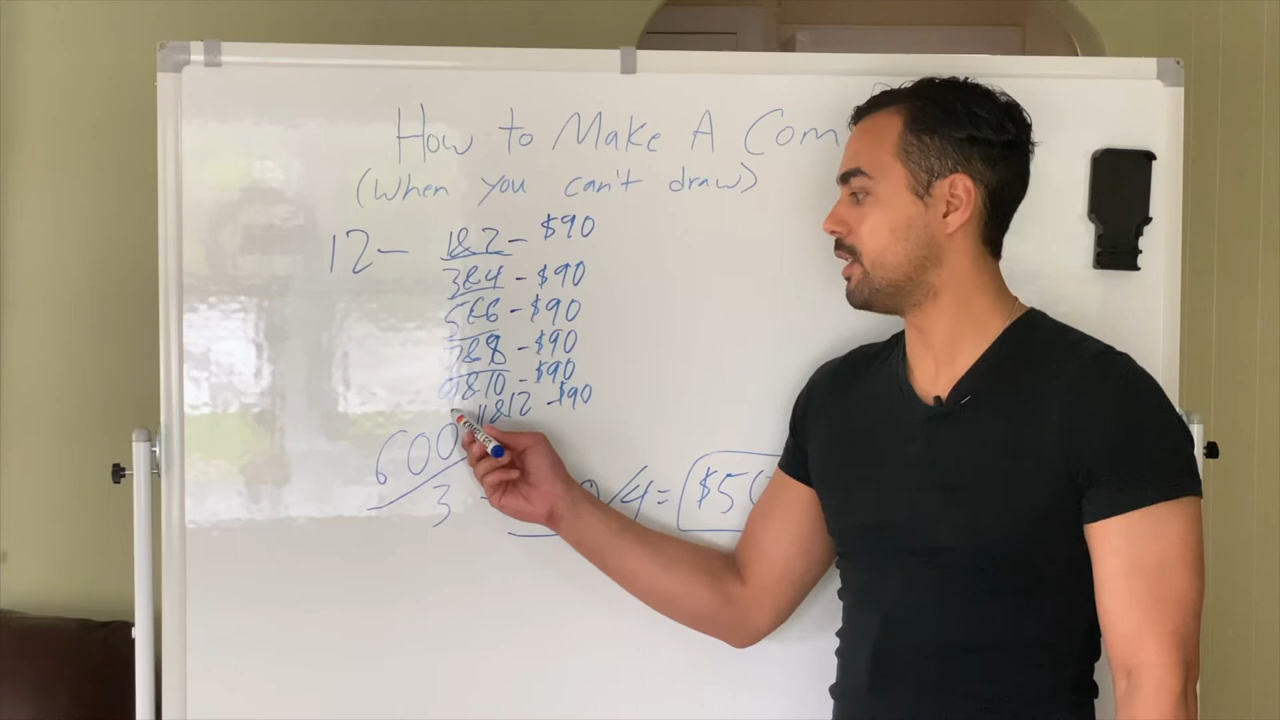 How to Make A Com
(When you can't draw)
12- 1&2 - $90
3&4 - $90
5&6 - $90
7&8 - $90
9&10 - $90
11&12 - $90
600
3
/4= $50